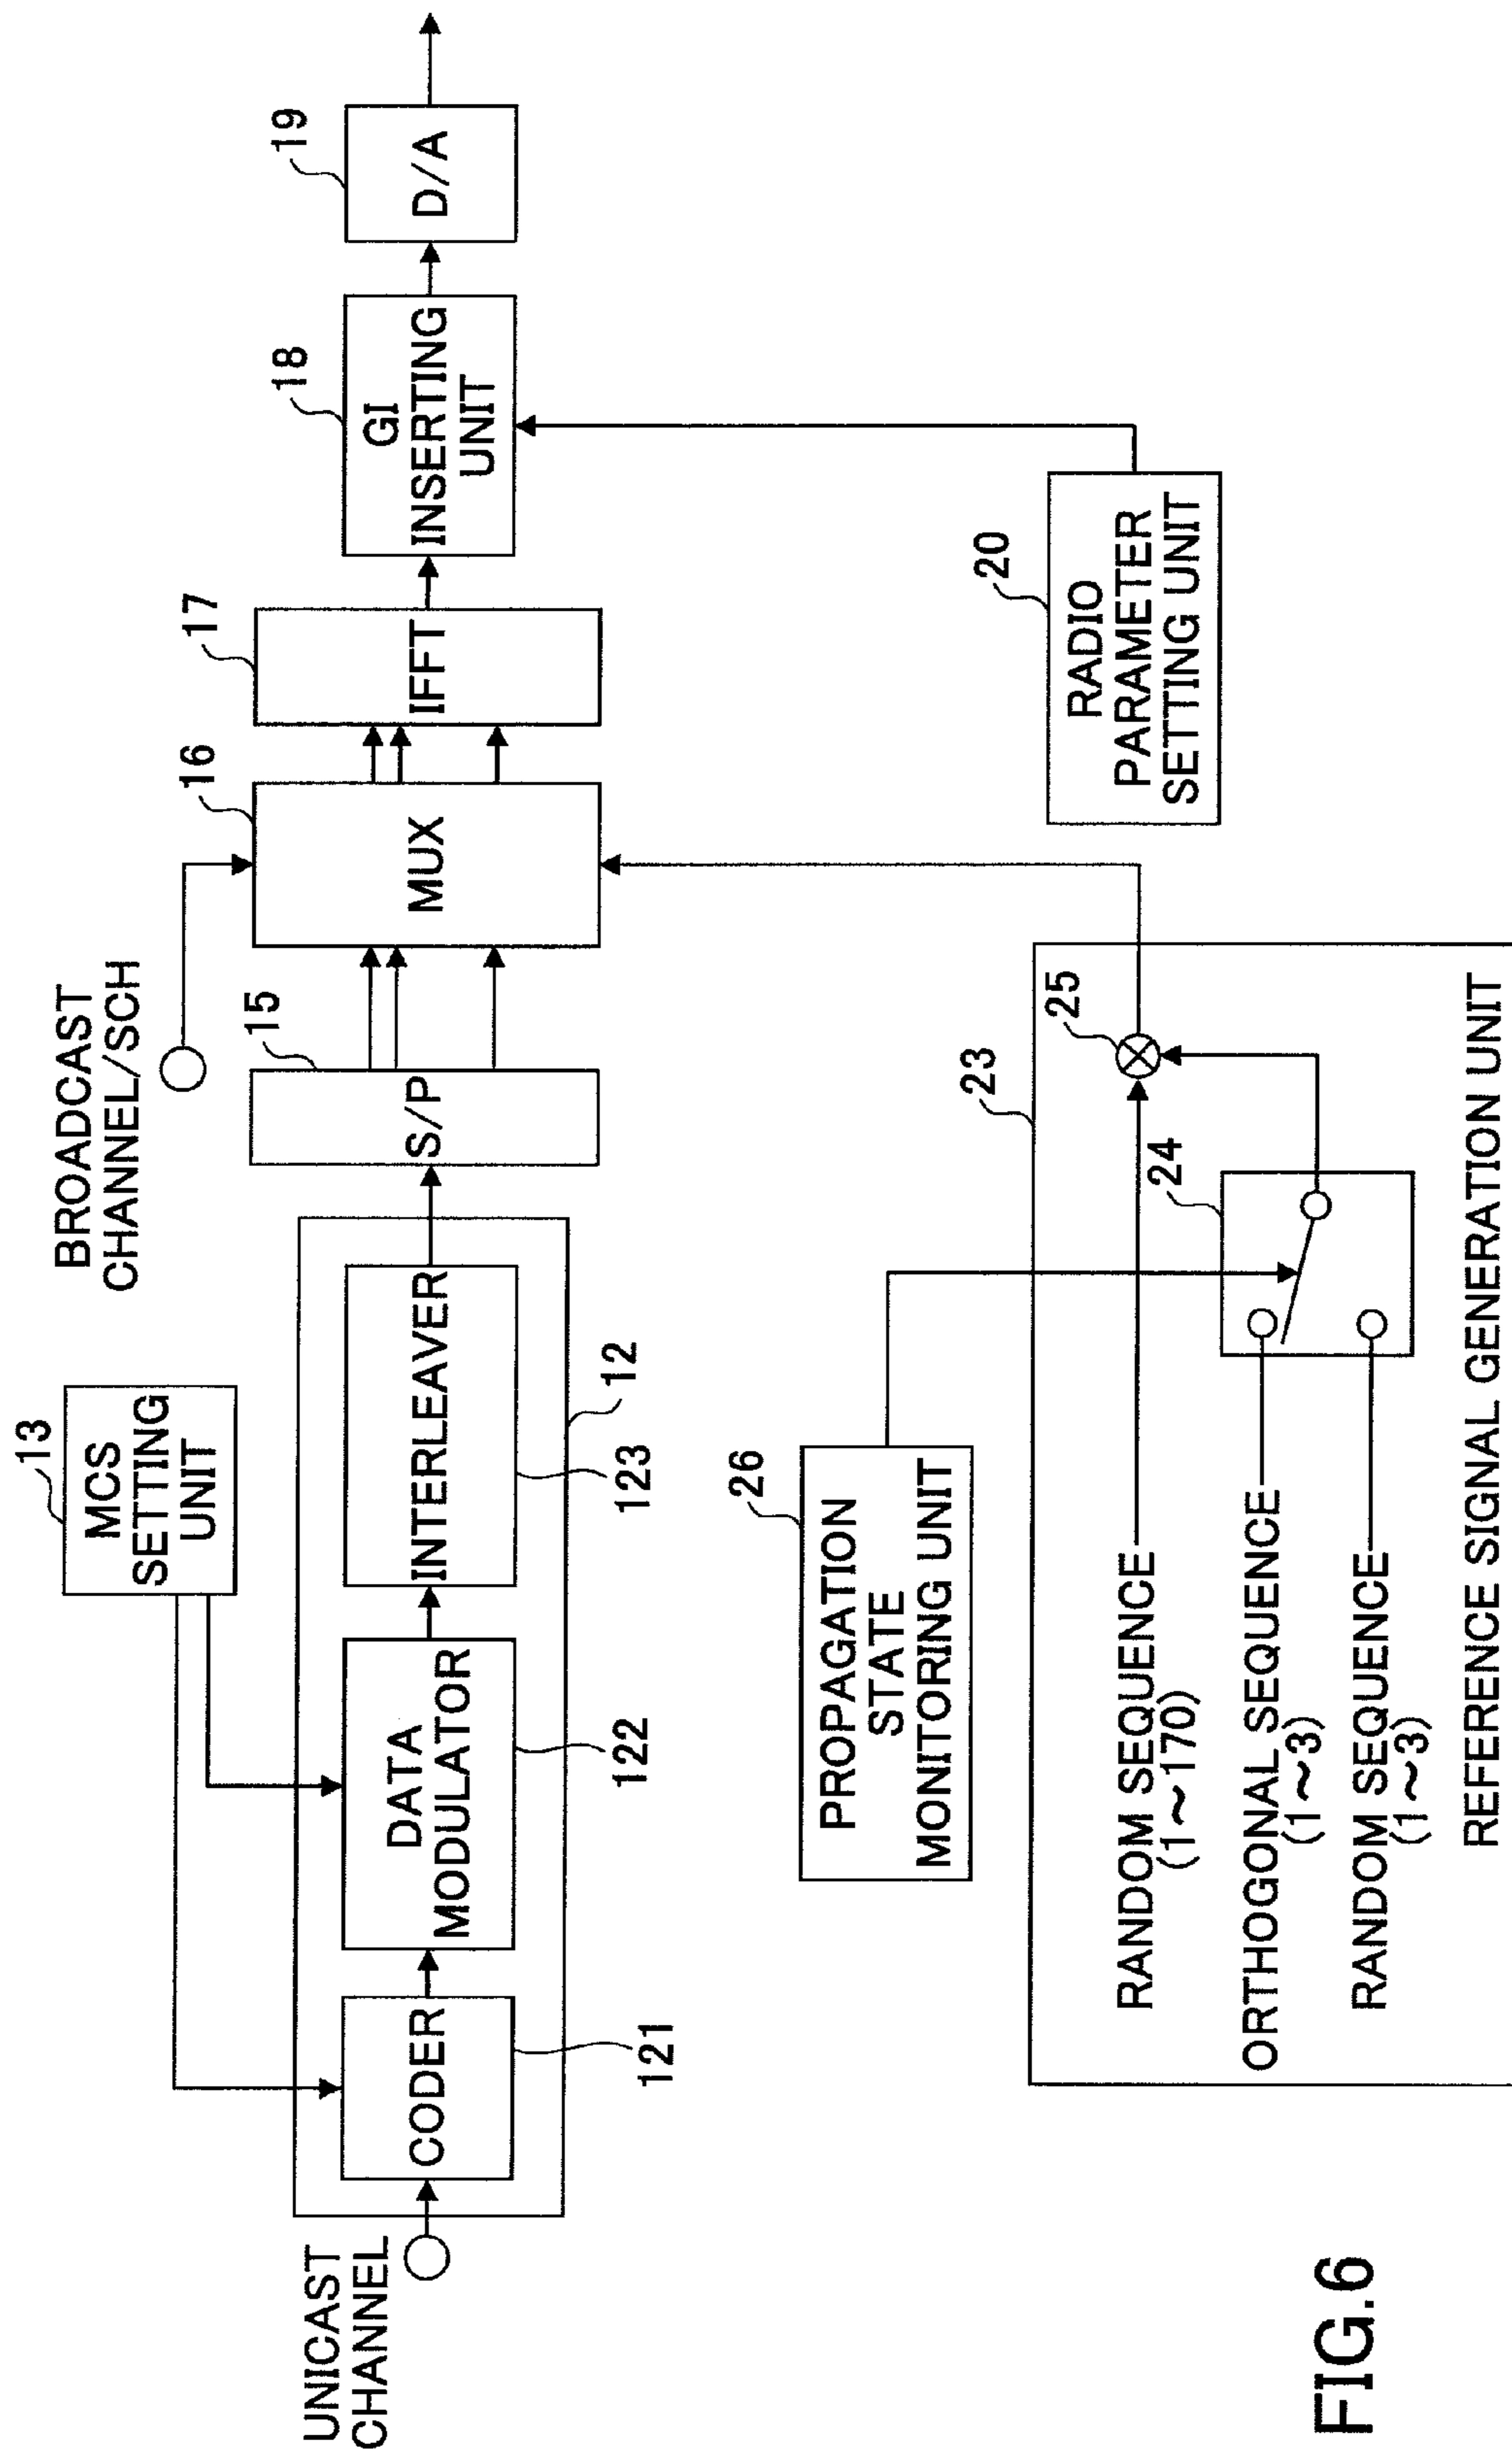 UNICAST
CHANNEL
CODER
121
DATA
MODULATOR
122
INTERLEAVER
123
12
13
MCS
SETTING
UNIT
BROADCAST
CHANNEL/SCH
15
S/P
16
MUX
17
IFFT
18
GI
INSERTING
UNIT
19
D/A
20
RADIO
PARAMETER
SETTING UNIT
26
PROPAGATION
STATE
MONITORING UNIT
23
25
24
RANDOM SEQUENCE
(1~170)
ORTHOGONAL SEQUENCE
(1~3)
RANDOM SEQUENCE
(1~3)
REFERENCE SIGNAL GENERATION UNIT
FIG.6